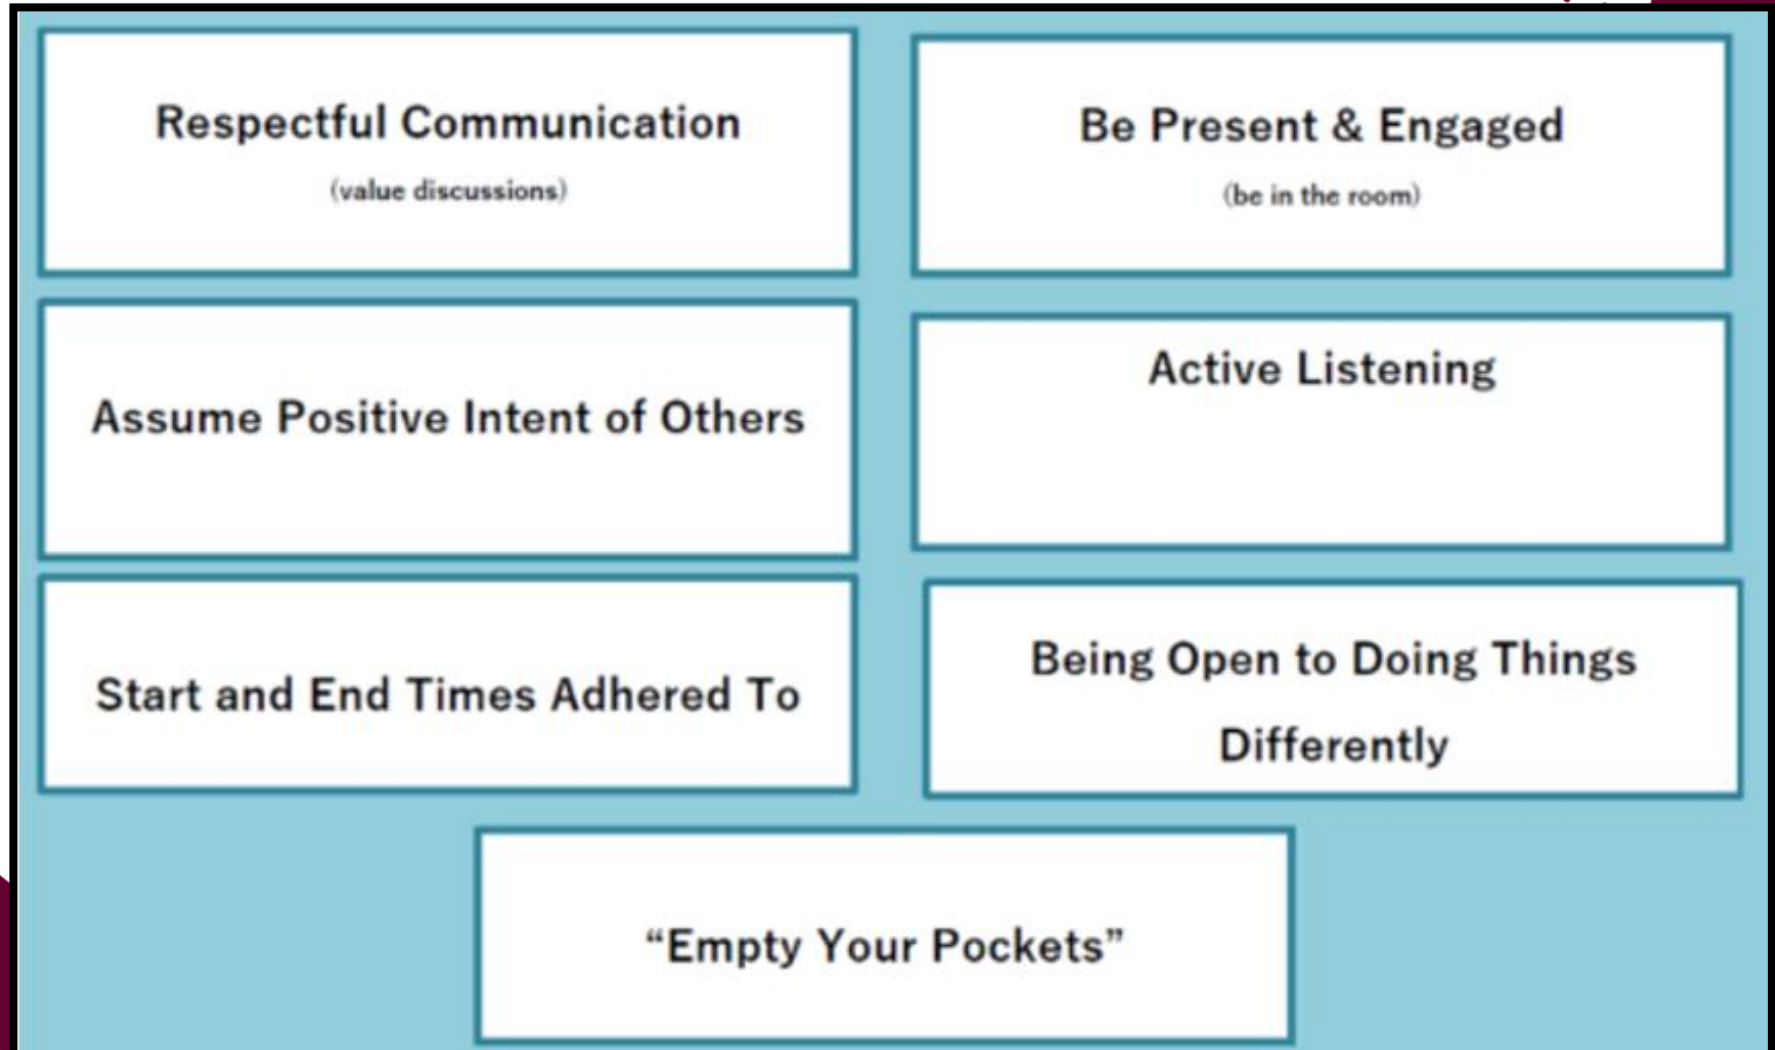 Respectful Communication
(value discussions)
Be Present & Engaged
(be in the room)
Assume Positive Intent of Others
Active Listening
Start and End Times Adhered To
Being Open to Doing Things
Differently
“Empty Your Pockets”